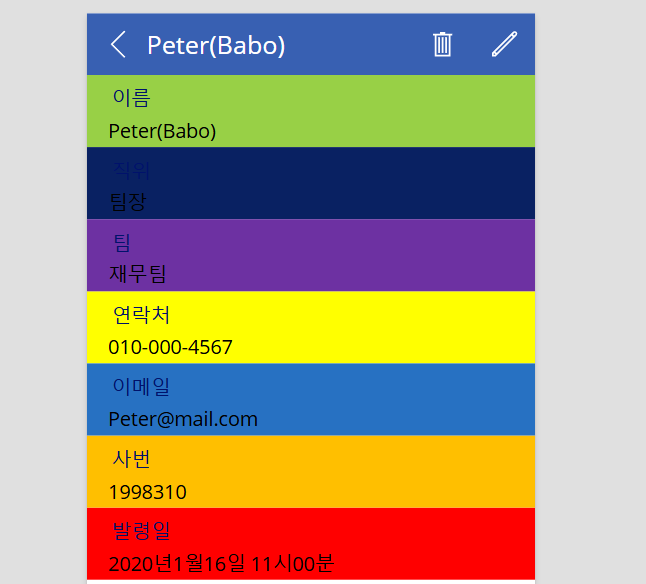 Peter(Babo)
이름
Peter(Babo)
직위
팀장
팀
재무팀
연락처
010-000-4567
이메일
Peter@mail.com
사번
1998310
발령일
2020년1월16일 11시00분